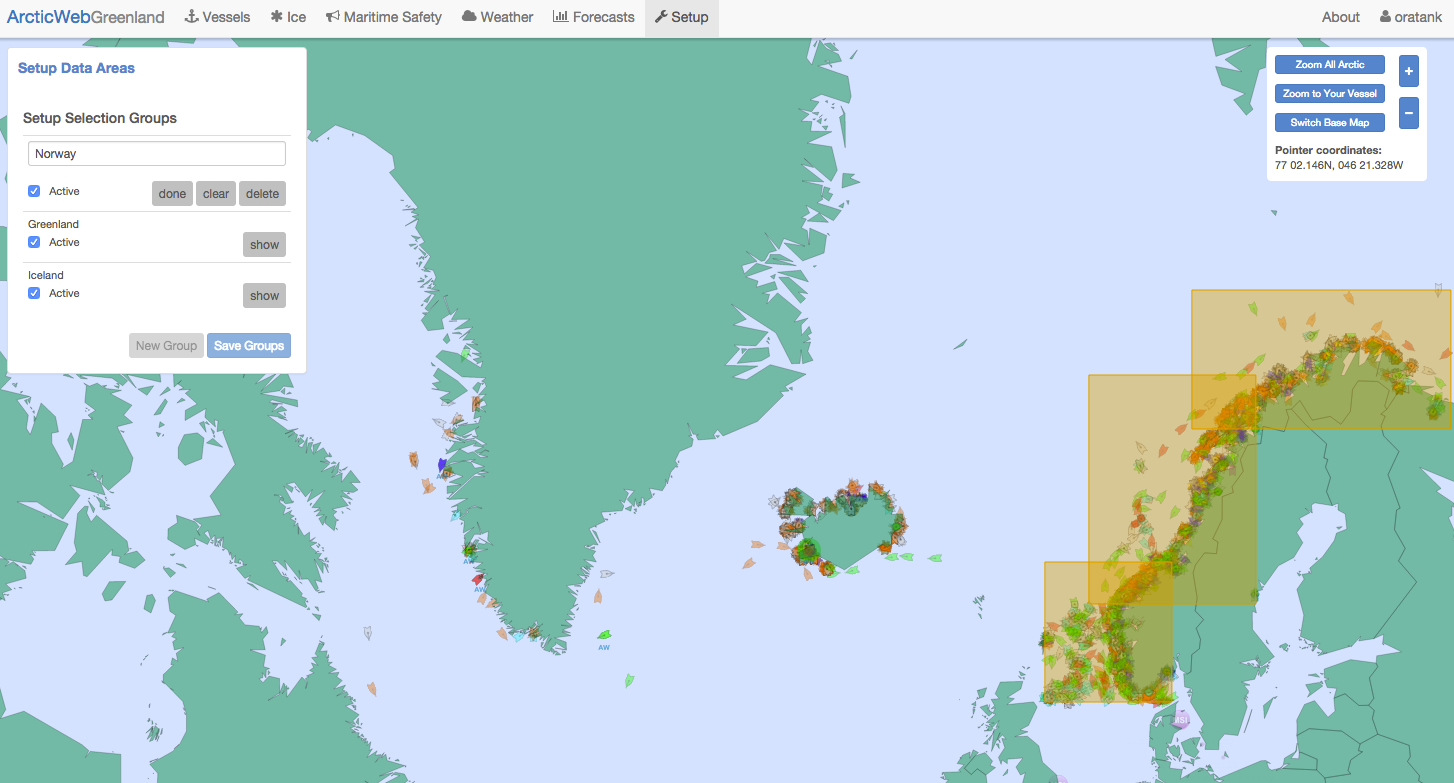 ArcticWebGreenland Vessels Ice Maritime Safety Weather Forecasts Setup About oratank
Setup Data Areas
Setup Selection Groups
Norway
Active done clear delete
Greenland
Active show
Iceland
Active show
New Group Save Groups
Zoom All Arctic +
Zoom to Your Vessel
Switch Base Map −
Pointer coordinates:
77 02.146N, 046 21.328W
AW
AW
AW
MSI